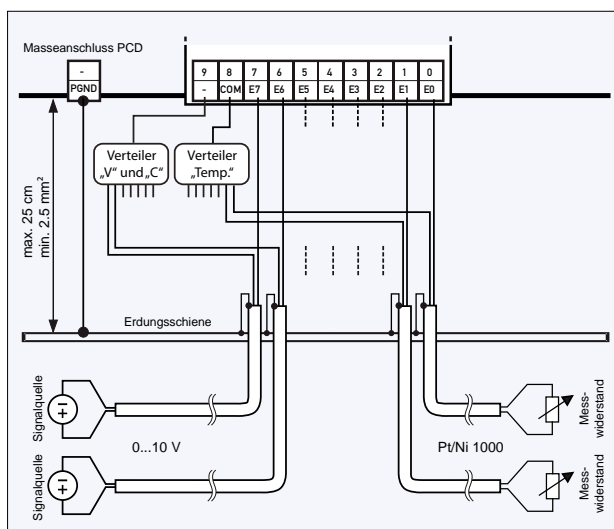 Masseanschluss PCD
-
PGND
9 8 7 6 5 4 3 2 1 0
- COM E7 E6 E5 E4 E3 E2 E1 E0
Verteiler
„V“ und „C“
Verteiler
„Temp.“
max. 25 cm
min. 2.5 mm²
Erdungsschiene
Signalquelle
0...10 V
Signalquelle
Pt/Ni 1000
Mess-
widerstand
Mess-
widerstand